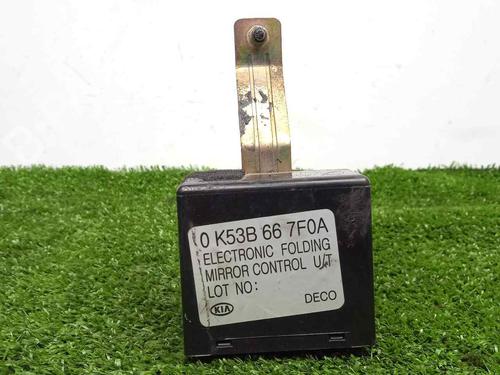 0 K53B 66 7F0A
ELECTRONIC FOLDING
MIRROR CONTROL U/T
LOT NO:
KIA
DECO